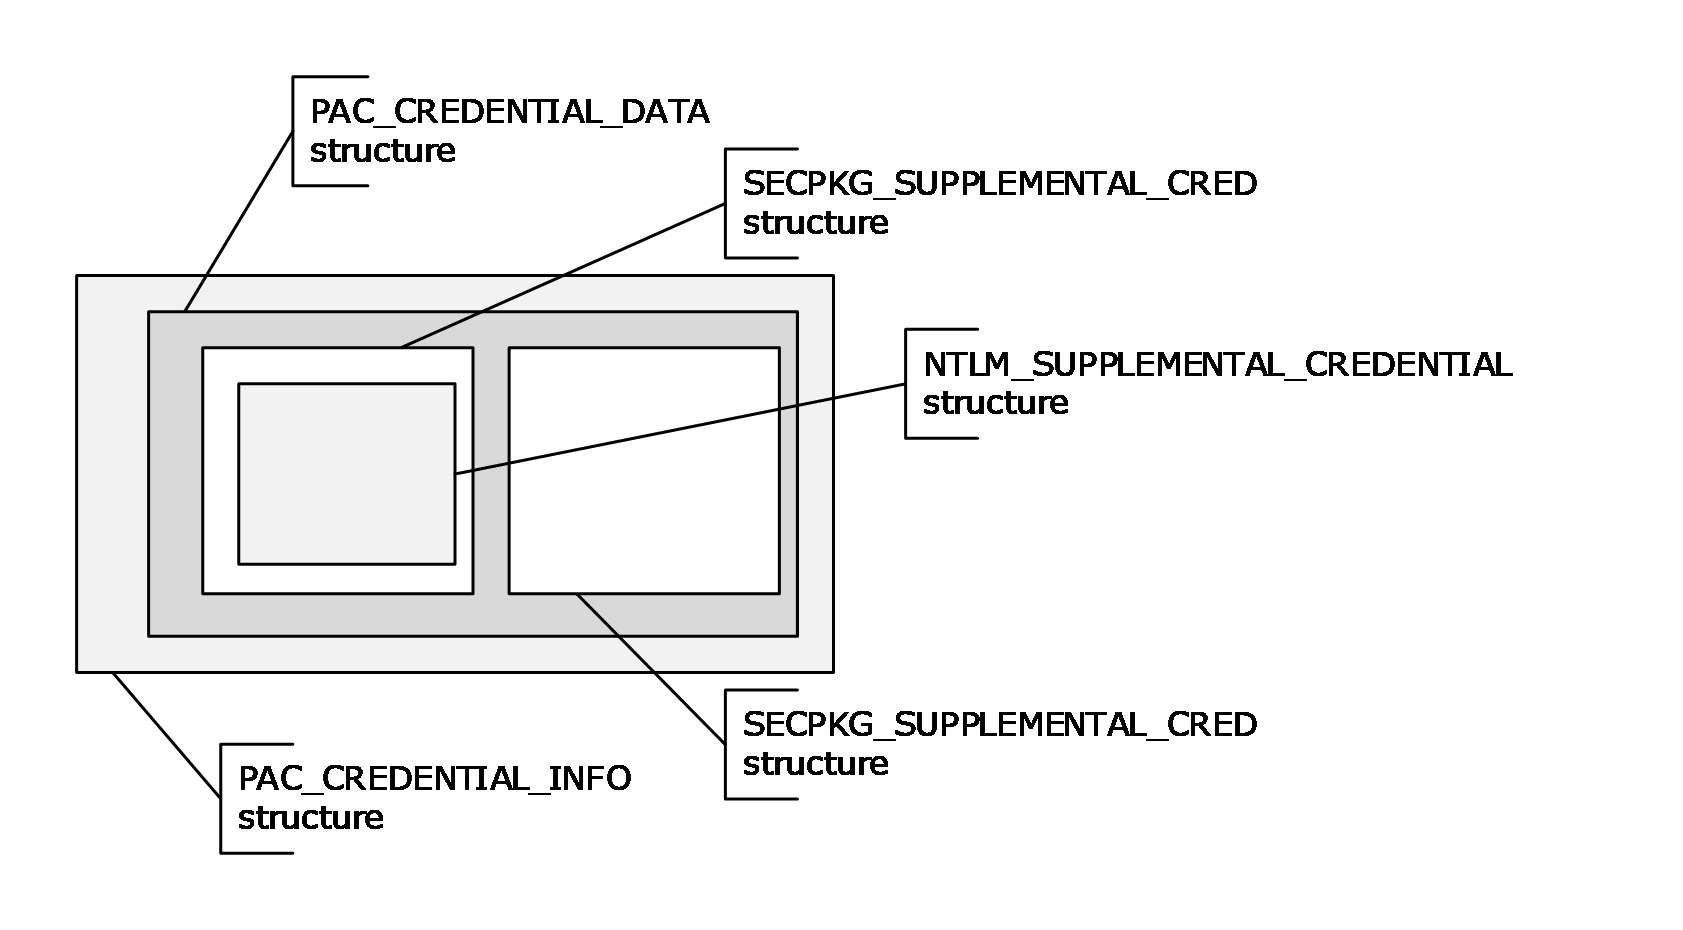 PAC_CREDENTIAL_DATA
structure
SECPKG_SUPPLEMENTAL_CRED
structure
NTLM_SUPPLEMENTAL_CREDENTIAL
structure
SECPKG_SUPPLEMENTAL_CRED
structure
PAC_CREDENTIAL_INFO
structure